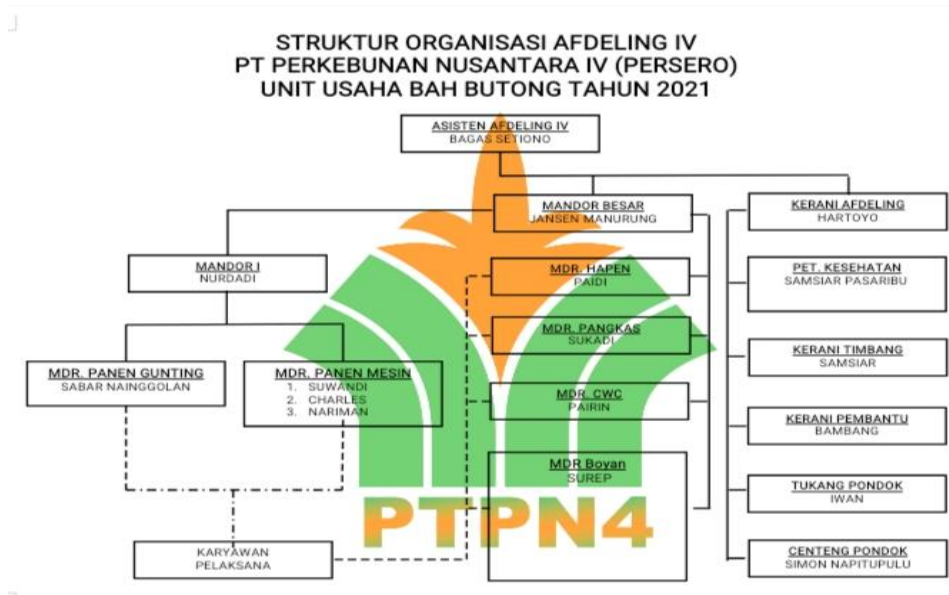 STRUKTUR ORGANISASI AFDELING IV
PT PERKEBUNAN NUSANTARA IV (PERSERO)
UNIT USAHA BAH BUTONG TAHUN 2021
ASISTEN AFDELING IV
BAGAS SETIONO
MANDOR BESAR
JANSEN MANURUNG
KERANI AFDELING
HARTOYO
MANDOR I
NURDADI
MDR. HAPEN
PAIDI
PET. KESEHATAN
SAMSIAR PASARIBU
MDR. PANGKAS
SUKADI
KERANI TIMBANG
SAMSIAR
MDR. PANEN GUNTING
SABAR NAINGGOLAN
MDR. PANEN MESIN
1. SUWANDI
2. CHARLES
3. NARIMAN
MDR. CWC
PAIRIN
KERANI PEMBANTU
BAMBANG
MDR Boyan
SUREP
TUKANG PONDOK
IWAN
PTPN4
KARYAWAN
PELAKSANA
CENTENG PONDOK
SIMON NAPITUPULU